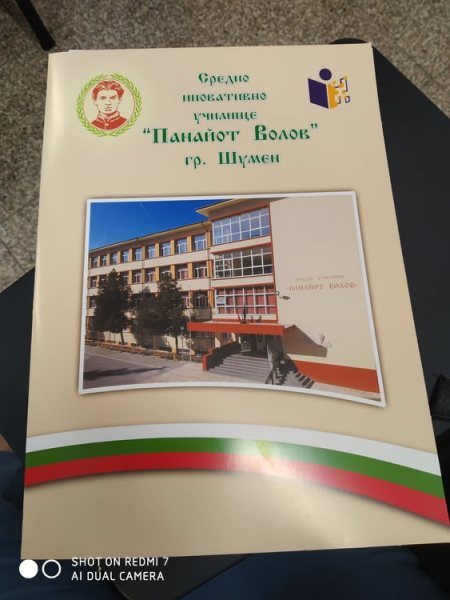 Средно
иновативно
училище
"Панайот Волов"
гр. Шумен
СРЕДНО УЧИЛИЩЕ
"ПАНАЙОТ ВОЛОВ"
SHOT ON REDMI 7
AI DUAL CAMERA